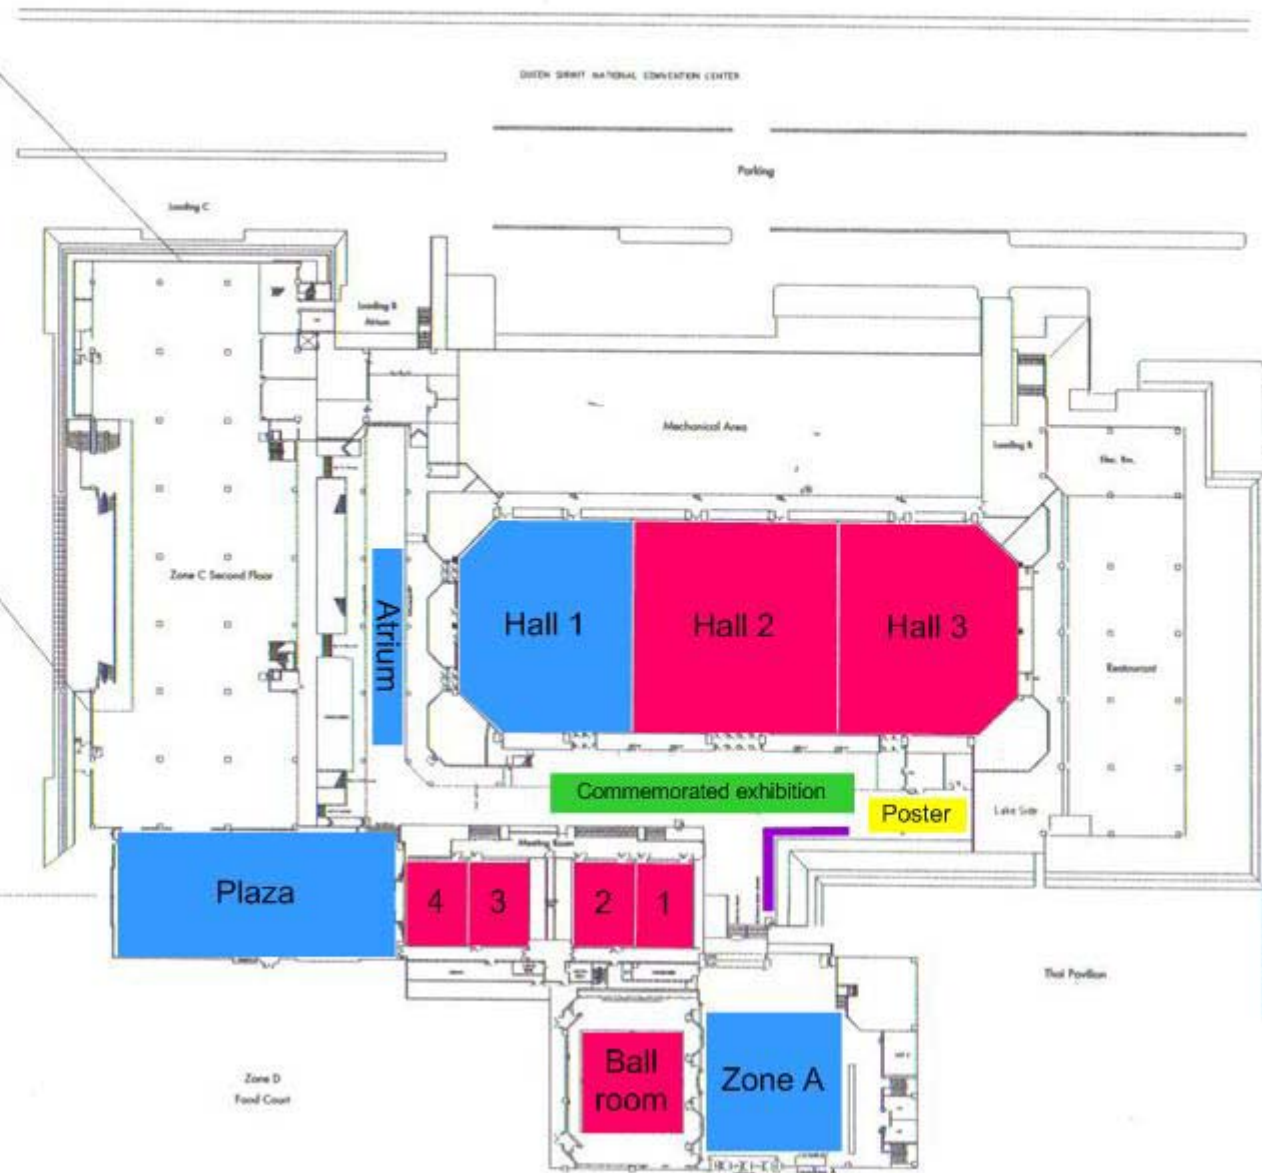 QUEEN SIRIKIT NATIONAL CONVENTION CENTER
Parking
Loading C
Loading B
Atrium
Mechanical Area
Loading A
Elec. Rm.
Zone C Second Floor
Atrium
Hall 1
Hall 2
Hall 3
Restaurant
Commemorated exhibition
Poster
Lake Side
Meeting Room
Plaza
4
3
2
1
Thai Pavilion
Ball
room
Zone A
Zone D
Food Court